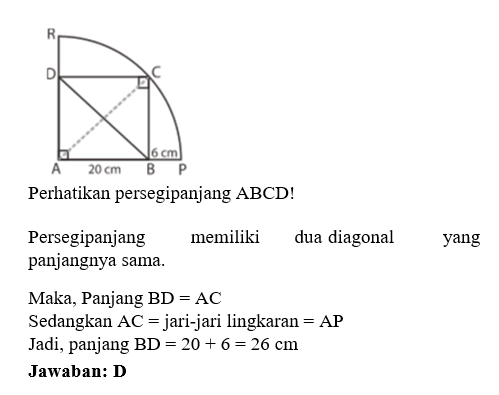 R
D
C
6 cm
A
20 cm
B
P
Perhatikan persegipanjang ABCD!
Persegipanjang memiliki dua diagonal yang
panjangnya sama.
Maka, Panjang BD = AC
Sedangkan AC = jari-jari lingkaran = AP
Jadi, panjang BD = 20 + 6 = 26 cm
Jawaban: D